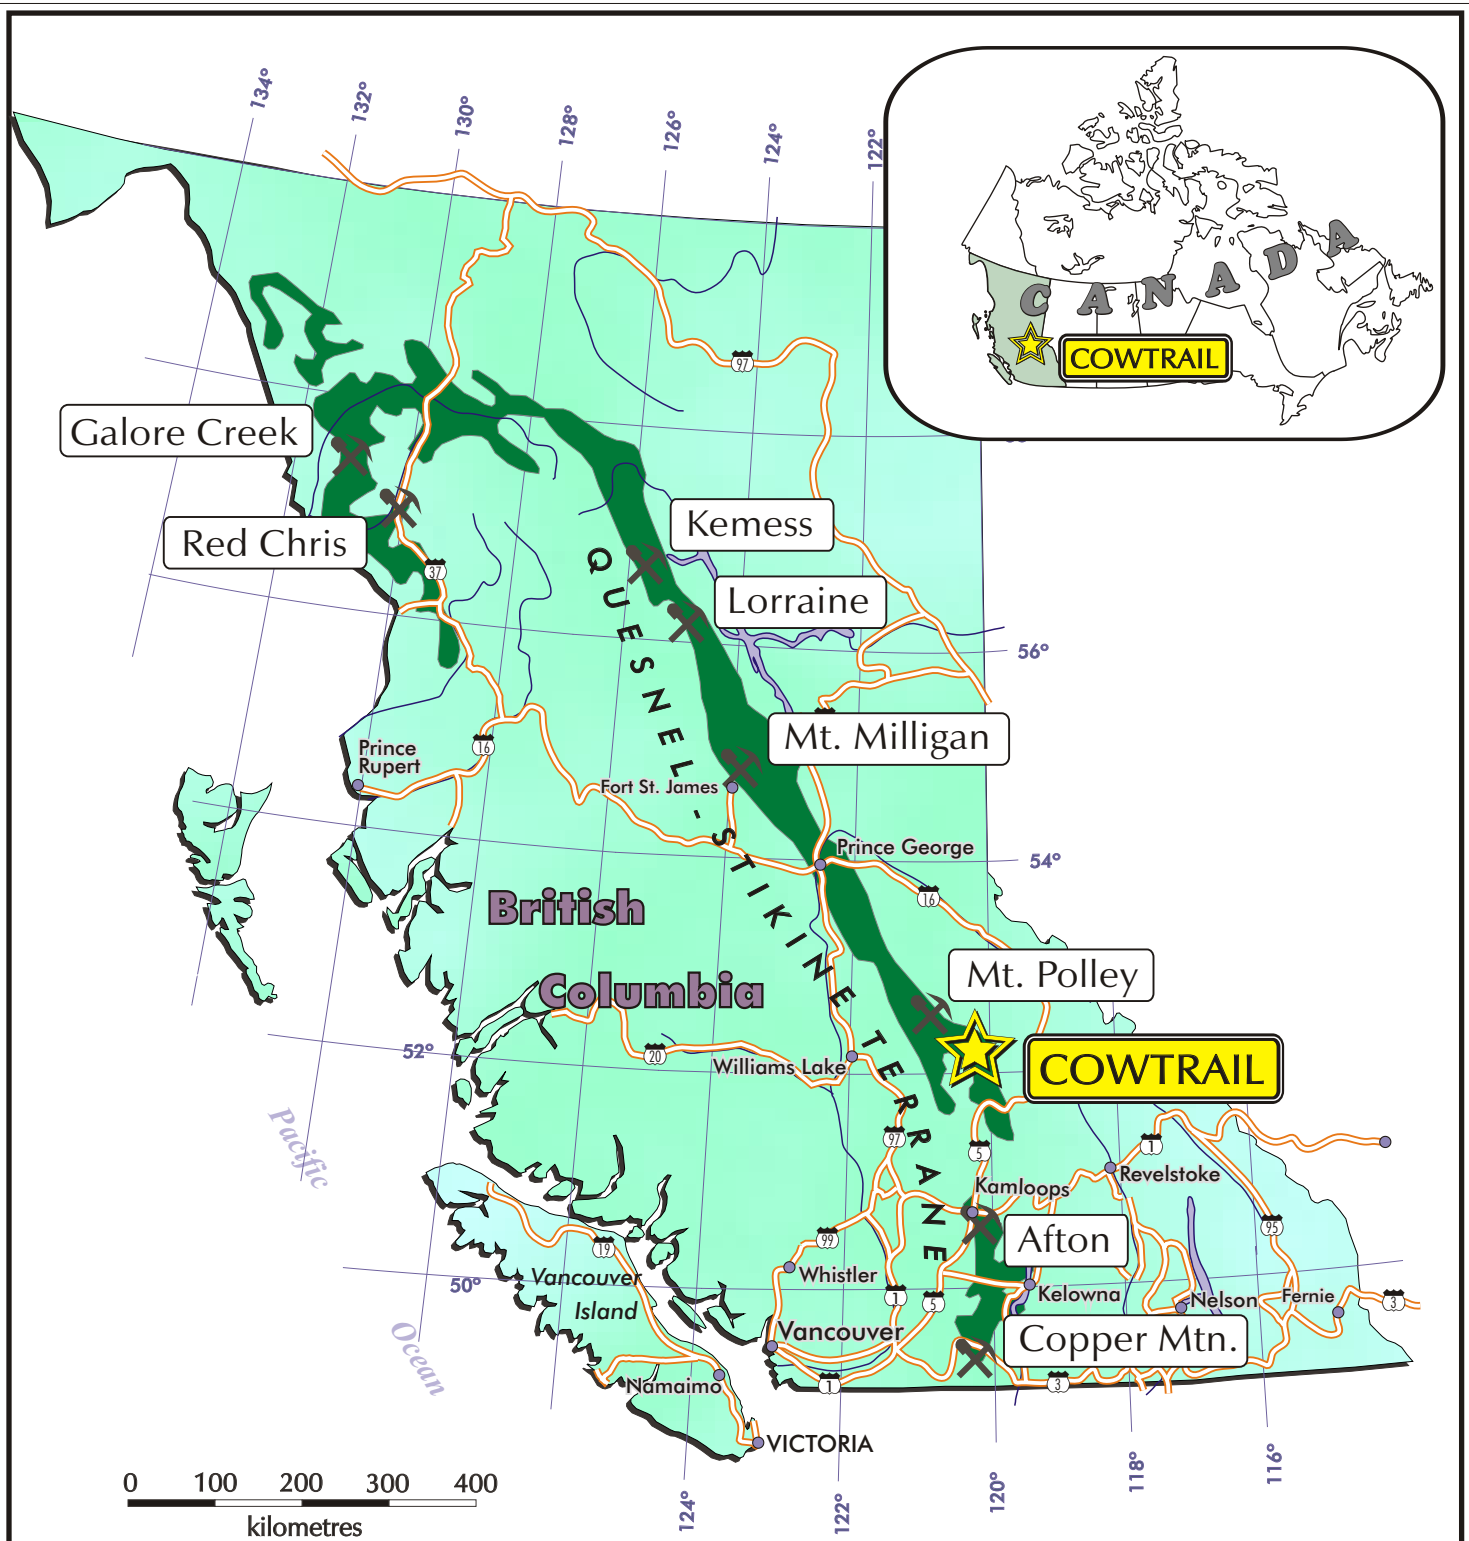 134°
132°
130°
128°
126°
124°
122°
C A N A D A
COWTRAIL
97
Galore Creek
Red Chris
Kemess
Lorraine
37
56°
Mt. Milligan
QUESNEL-STIKINE TERRANE
Prince
Rupert
16
Fort St. James
Prince George
54°
16
British
Columbia
Mt. Polley
COWTRAIL
52°
20
Williams Lake
Pacific
Ocean
97
5
1
Revelstoke
Kamloops
95
Afton
99
19
Whistler
Vancouver
Island
50°
1
5
Kelowna
Nelson
Fernie
3
Vancouver
Copper Mtn.
Namaimo
1
3
VICTORIA
0 100 200 300 400
kilometres
124°
122°
120°
118°
116°